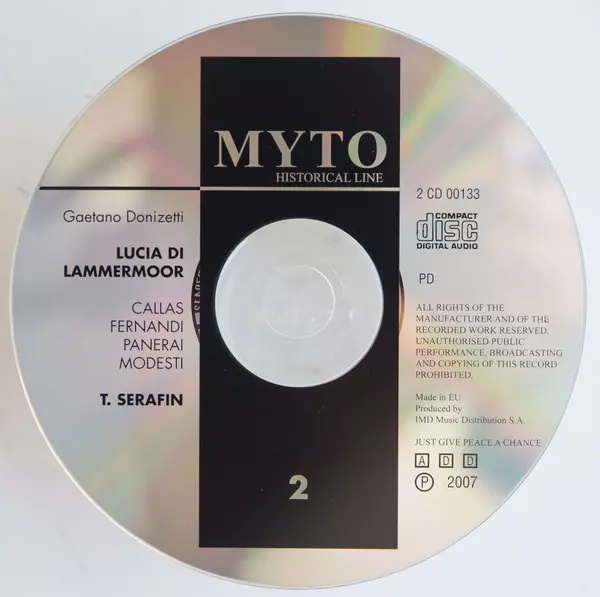 MYTO
HISTORICAL LINE
Gaetano Donizetti
LUCIA DI
LAMMERMOOR
CALLAS
FERNANDI
PANERAI
MODESTI
T. SERAFIN
2 CD 00133
COMPACT
disc
DIGITAL AUDIO
PD
ALL RIGHTS OF THE
MANUFACTURER AND OF THE
RECORDED WORK RESERVED.
UNAUTHORISED PUBLIC
PERFORMANCE, BROADCASTING
AND COPYING OF THIS RECORD
PROHIBITED.
Made in EU
Produced by
IMD Music Distribution S.A.
JUST GIVE PEACE A CHANCE
A D D
Ⓟ 2007
2